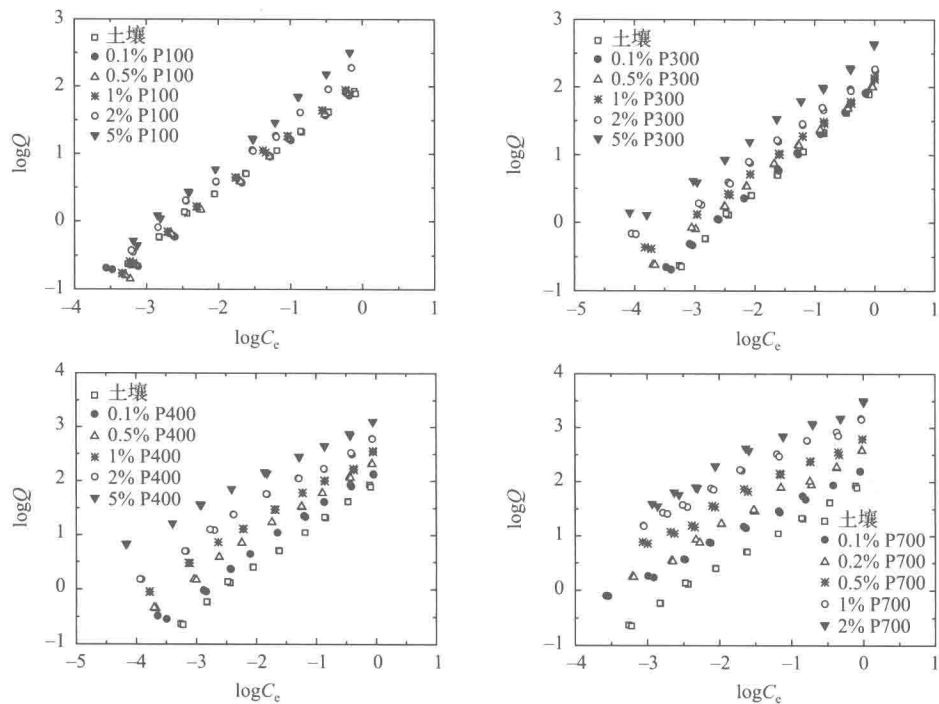 3
2
1
0
−1
−4
−3
−2
−1
0
1
logQ
logCe
土壤
0.1% P100
0.5% P100
1% P100
2% P100
5% P100
3
2
1
0
−1
−5
−4
−3
−2
−1
0
1
logQ
logCe
土壤
0.1% P300
0.5% P300
1% P300
2% P300
5% P300
4
3
2
1
0
−1
−5
−4
−3
−2
−1
0
1
logQ
logCe
土壤
0.1% P400
0.5% P400
1% P400
2% P400
5% P400
4
3
2
1
0
−1
−4
−3
−2
−1
0
1
logQ
logCe
土壤
0.1% P700
0.2% P700
0.5% P700
1% P700
2% P700